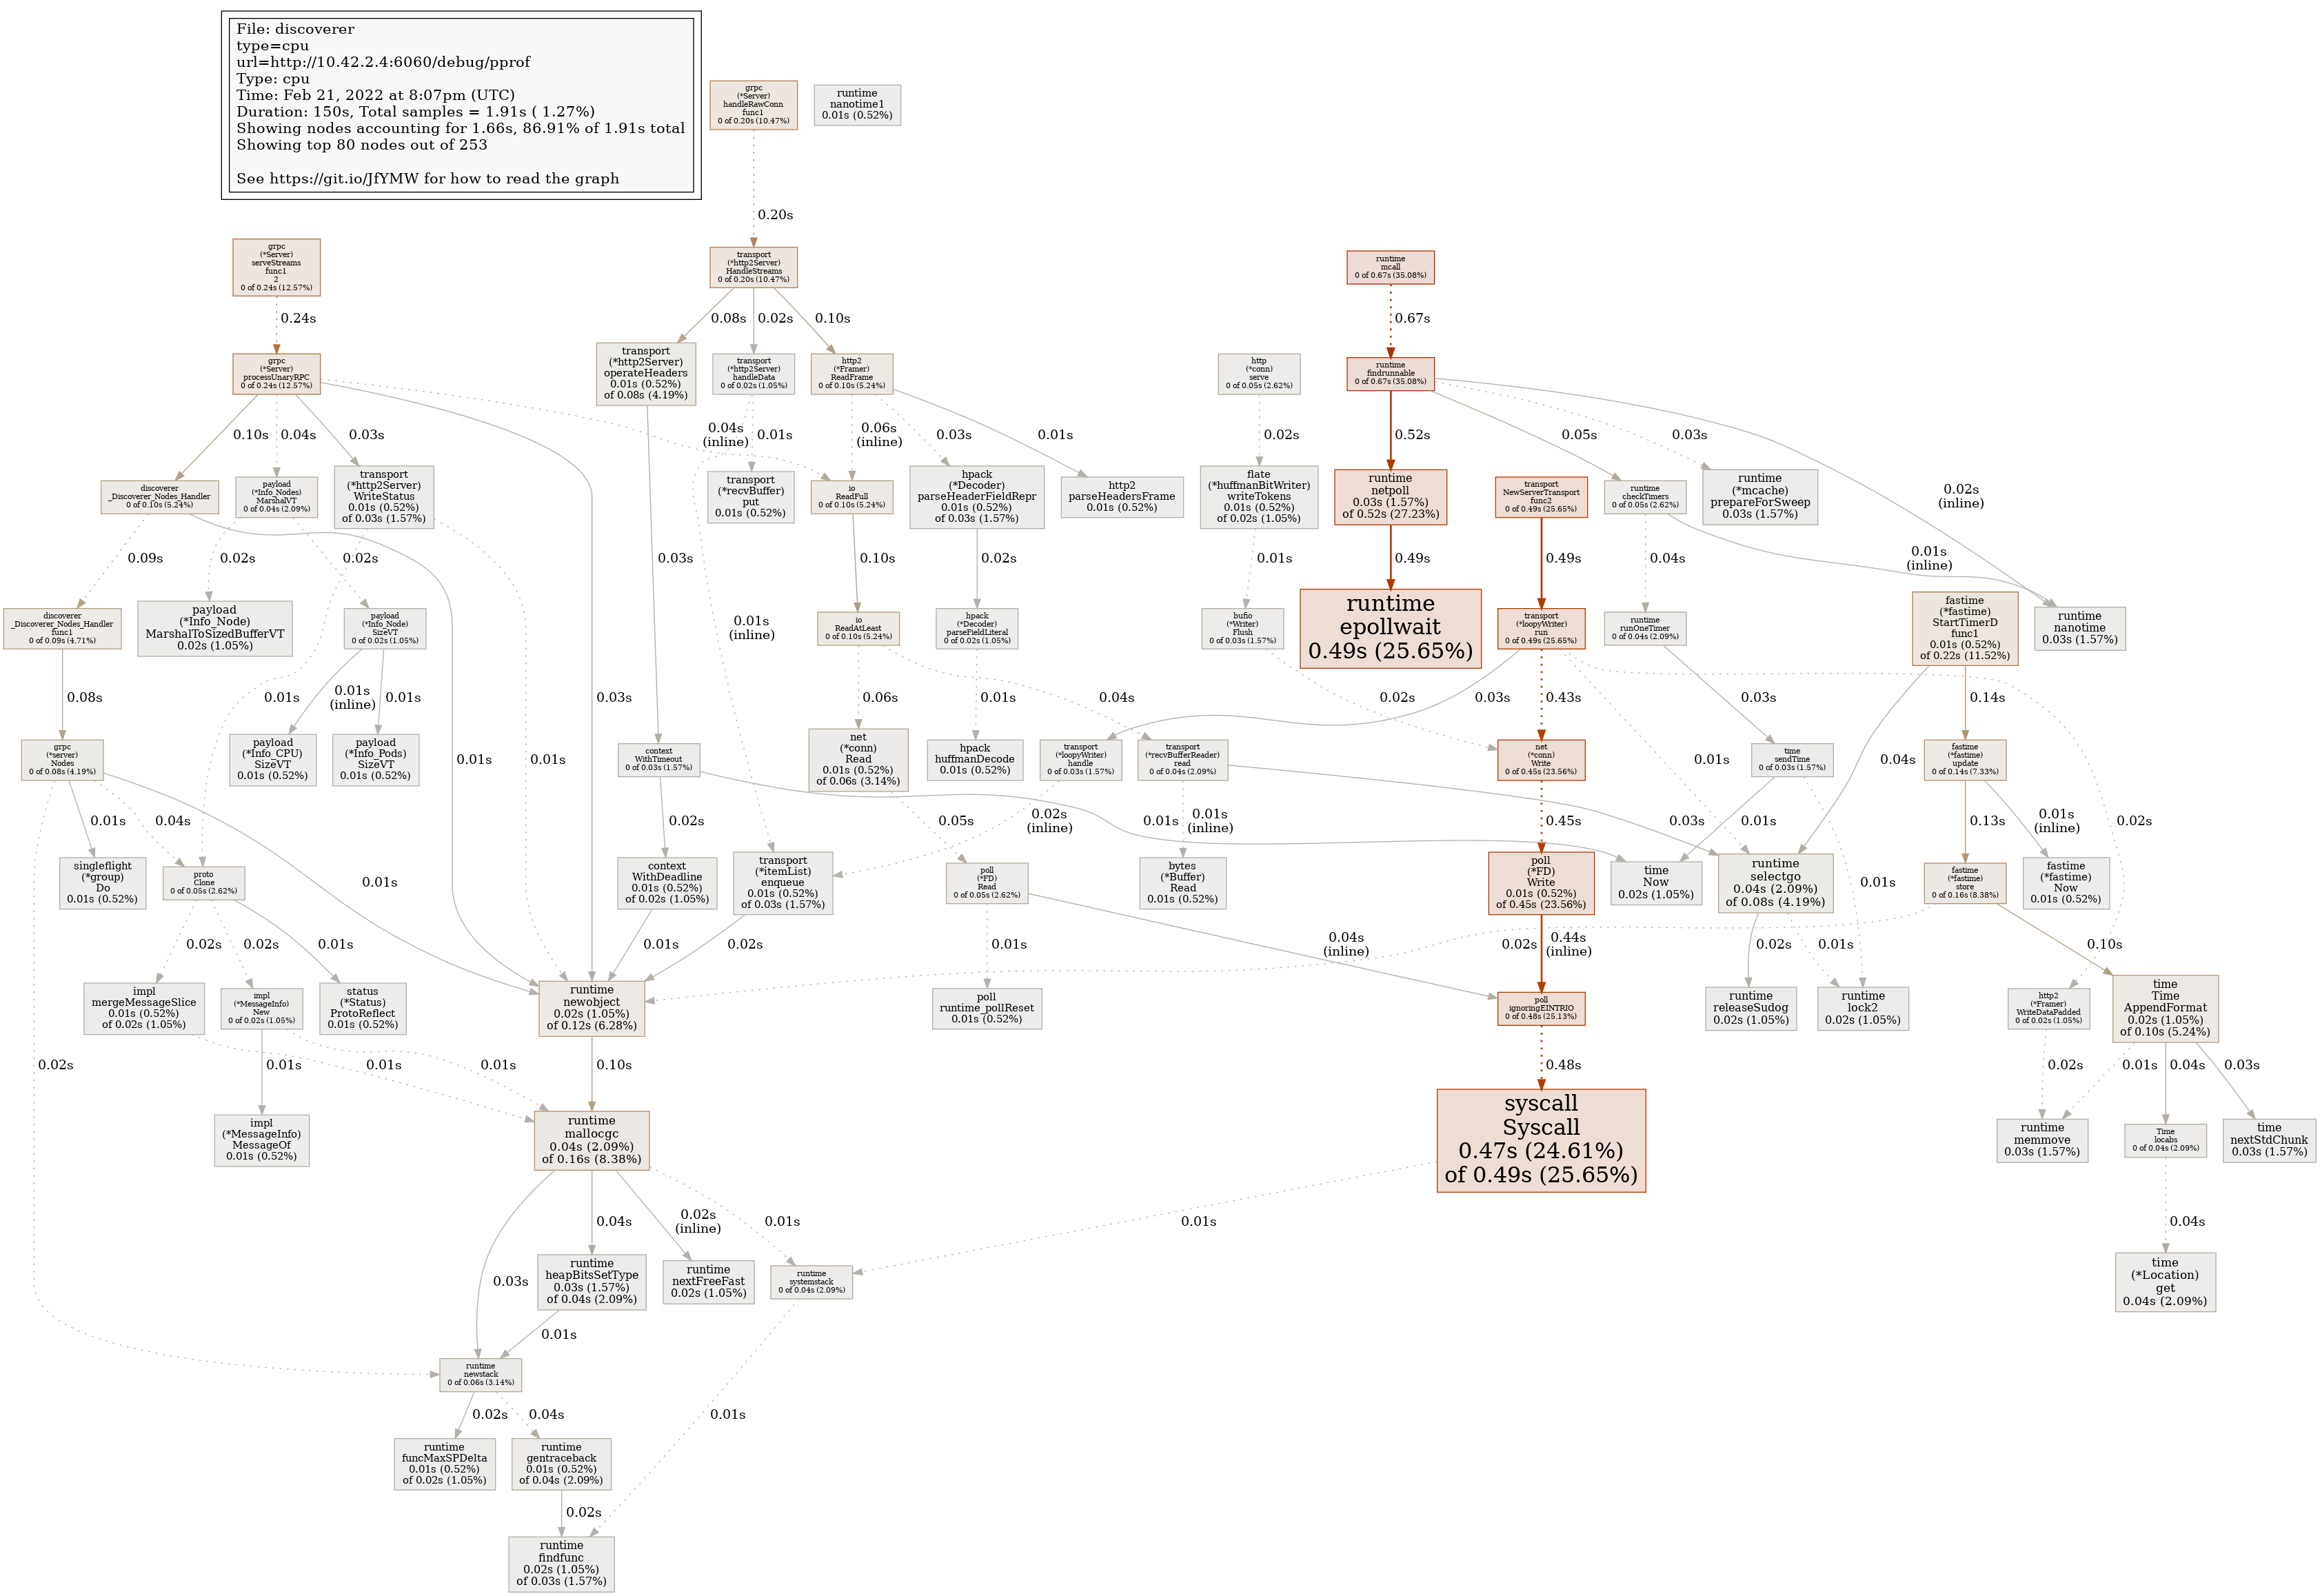 File: discoverer
type=cpu
url=http://10.42.2.4:6060/debug/pprof
Type: cpu
Time: Feb 21, 2022 at 8:07pm (UTC)
Duration: 150s, Total samples = 1.91s ( 1.27%)
Showing nodes accounting for 1.66s, 86.91% of 1.91s total
Showing top 80 nodes out of 253
See https://git.io/JfYMW for how to read the graph
grpc
(*Server)
handleRawConn
func1
0 of 0.20s (10.47%)
runtime
nanotime1
0.01s (0.52%)
0.20s
grpc
(*Server)
serveStreams
func1
2
0 of 0.24s (12.57%)
transport
(*http2Server)
HandleStreams
0 of 0.20s (10.47%)
runtime
mcall
0 of 0.67s (35.08%)
0.24s
0.08s
0.02s
0.10s
0.67s
grpc
(*Server)
processUnaryRPC
0 of 0.24s (12.57%)
transport
(*http2Server)
operateHeaders
0.01s (0.52%)
of 0.08s (4.19%)
transport
(*http2Server)
handleData
0 of 0.02s (1.05%)
http2
(*Framer)
ReadFrame
0 of 0.10s (5.24%)
http
(*conn)
serve
0 of 0.05s (2.62%)
runtime
findrunnable
0 of 0.67s (35.08%)
0.10s
0.04s
0.03s
0.04s
(inline)
0.01s
0.06s
(inline)
0.03s
0.01s
0.02s
0.52s
0.05s
0.03s
0.02s
(inline)
discoverer
_Discoverer_Nodes_Handler
0 of 0.10s (5.24%)
payload
(*Info_Nodes)
MarshalVT
0 of 0.04s (2.09%)
transport
(*http2Server)
WriteStatus
0.01s (0.52%)
of 0.03s (1.57%)
transport
(*recvBuffer)
put
0.01s (0.52%)
io
ReadFull
0 of 0.10s (5.24%)
hpack
(*Decoder)
parseHeaderFieldRepr
0.01s (0.52%)
of 0.03s (1.57%)
http2
parseHeadersFrame
0.01s (0.52%)
flate
(*huffmanBitWriter)
writeTokens
0.01s (0.52%)
of 0.02s (1.05%)
runtime
netpoll
0.03s (1.57%)
of 0.52s (27.23%)
transport
NewServerTransport
func2
0 of 0.49s (25.65%)
runtime
checkTimers
0 of 0.05s (2.62%)
runtime
(*mcache)
prepareForSweep
0.03s (1.57%)
0.09s
0.02s
0.02s
0.03s
0.10s
0.02s
0.01s
0.49s
0.49s
0.04s
0.01s
(inline)
discoverer
_Discoverer_Nodes_Handler
func1
0 of 0.09s (4.71%)
payload
(*Info_Node)
MarshalToSizedBufferVT
0.02s (1.05%)
payload
(*Info_Node)
SizeVT
0 of 0.02s (1.05%)
0.01s
(inline)
io
ReadAtLeast
0 of 0.10s (5.24%)
hpack
(*Decoder)
parseFieldLiteral
0 of 0.02s (1.05%)
bufio
(*Writer)
Flush
0 of 0.03s (1.57%)
runtime
epollwait
0.49s (25.65%)
transport
(*loopyWriter)
run
0 of 0.49s (25.65%)
runtime
runOneTimer
0 of 0.04s (2.09%)
fastime
(*fastime)
StartTimerD
func1
0.01s (0.52%)
of 0.22s (11.52%)
runtime
nanotime
0.03s (1.57%)
0.08s
0.01s
0.01s
(inline)
0.01s
0.03s
0.06s
0.04s
0.01s
0.02s
0.03s
0.43s
0.03s
0.14s
grpc
(*server)
Nodes
0 of 0.08s (4.19%)
payload
(*Info_CPU)
SizeVT
0.01s (0.52%)
payload
(*Info_Pods)
SizeVT
0.01s (0.52%)
0.01s
0.01s
context
WithTimeout
0 of 0.03s (1.57%)
net
(*conn)
Read
0.01s (0.52%)
of 0.06s (3.14%)
hpack
huffmanDecode
0.01s (0.52%)
transport
(*loopyWriter)
handle
0 of 0.03s (1.57%)
transport
(*recvBufferReader)
read
0 of 0.04s (2.09%)
net
(*conn)
Write
0 of 0.45s (23.56%)
0.01s
time
sendTime
0 of 0.03s (1.57%)
0.04s
fastime
(*fastime)
update
0 of 0.14s (7.33%)
0.01s
0.04s
0.02s
0.05s
0.02s
(inline)
0.01s
0.01s
(inline)
0.45s
0.03s
0.01s
0.13s
0.01s
(inline)
0.02s
singleflight
(*group)
Do
0.01s (0.52%)
proto
Clone
0 of 0.05s (2.62%)
0.01s
context
WithDeadline
0.01s (0.52%)
of 0.02s (1.05%)
transport
(*itemList)
enqueue
0.01s (0.52%)
of 0.03s (1.57%)
poll
(*FD)
Read
0 of 0.05s (2.62%)
bytes
(*Buffer)
Read
0.01s (0.52%)
poll
(*FD)
Write
0.01s (0.52%)
of 0.45s (23.56%)
time
Now
0.02s (1.05%)
runtime
selectgo
0.04s (2.09%)
of 0.08s (4.19%)
0.01s
fastime
(*fastime)
store
0 of 0.16s (8.38%)
fastime
(*fastime)
Now
0.01s (0.52%)
0.02s
0.02s
0.01s
0.01s
0.02s
0.01s
0.04s
(inline)
0.02s
0.44s
(inline)
0.02s
0.01s
0.10s
impl
mergeMessageSlice
0.01s (0.52%)
of 0.02s (1.05%)
impl
(*MessageInfo)
New
0 of 0.02s (1.05%)
status
(*Status)
ProtoReflect
0.01s (0.52%)
runtime
newobject
0.02s (1.05%)
of 0.12s (6.28%)
poll
runtime_pollReset
0.01s (0.52%)
poll
ignoringEINTRIO
0 of 0.48s (25.13%)
runtime
releaseSudog
0.02s (1.05%)
runtime
lock2
0.02s (1.05%)
http2
(*Framer)
WriteDataPadded
0 of 0.02s (1.05%)
time
Time
AppendFormat
0.02s (1.05%)
of 0.10s (5.24%)
0.02s
0.01s
0.01s
0.01s
0.10s
0.48s
0.02s
0.01s
0.04s
0.03s
impl
(*MessageInfo)
MessageOf
0.01s (0.52%)
runtime
mallocgc
0.04s (2.09%)
of 0.16s (8.38%)
syscall
Syscall
0.47s (24.61%)
of 0.49s (25.65%)
runtime
memmove
0.03s (1.57%)
Time
locabs
0 of 0.04s (2.09%)
time
nextStdChunk
0.03s (1.57%)
0.04s
0.02s
(inline)
0.01s
0.01s
0.04s
0.03s
runtime
heapBitsSetType
0.03s (1.57%)
of 0.04s (2.09%)
runtime
nextFreeFast
0.02s (1.05%)
runtime
systemstack
0 of 0.04s (2.09%)
time
(*Location)
get
0.04s (2.09%)
0.01s
runtime
newstack
0 of 0.06s (3.14%)
0.02s
0.04s
0.01s
runtime
funcMaxSPDelta
0.01s (0.52%)
of 0.02s (1.05%)
runtime
gentraceback
0.01s (0.52%)
of 0.04s (2.09%)
0.02s
runtime
findfunc
0.02s (1.05%)
of 0.03s (1.57%)